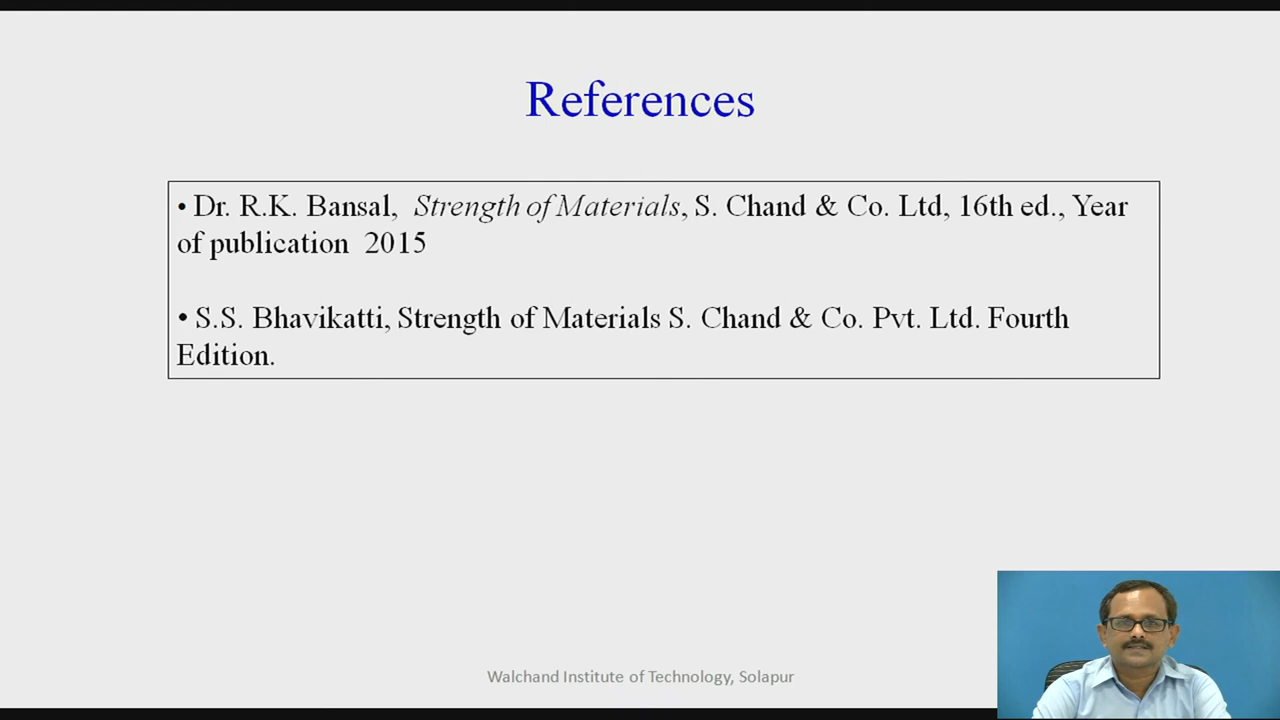 References
• Dr. R.K. Bansal, Strength of Materials, S. Chand & Co. Ltd, 16th ed., Year
of publication 2015
• S.S. Bhavikatti, Strength of Materials S. Chand & Co. Pvt. Ltd. Fourth
Edition.
Walchand Institute of Technology, Solapur